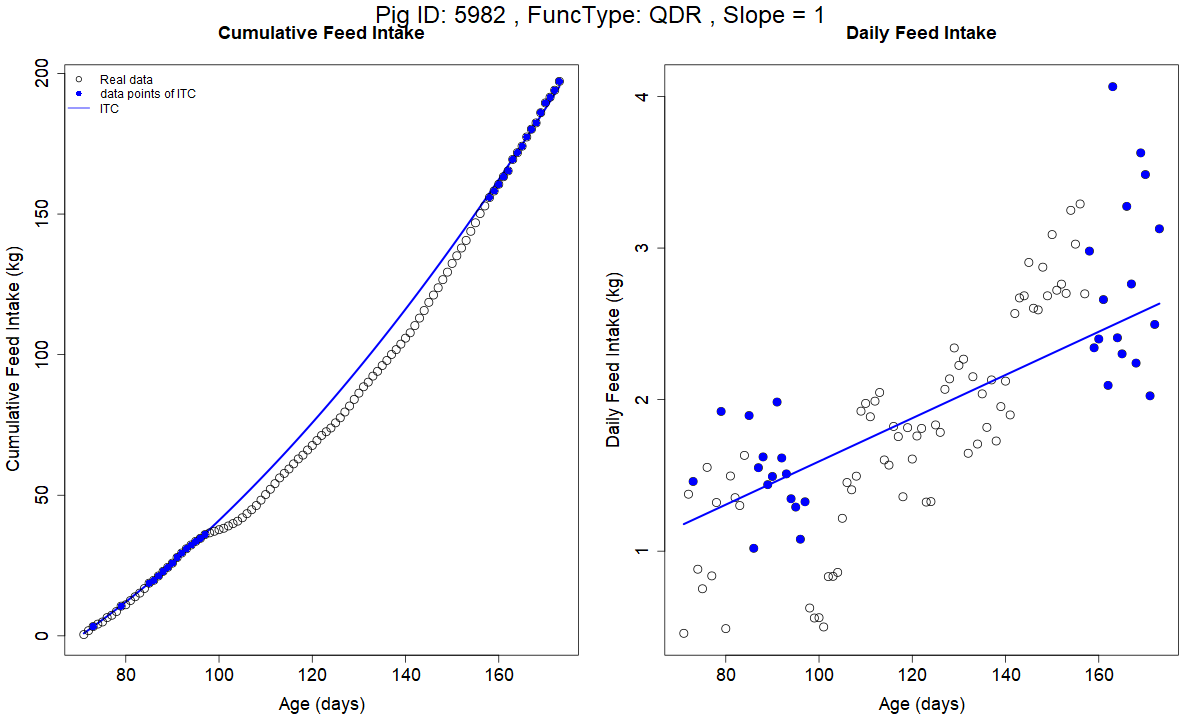 Pig ID: 5982 , FuncType: QDR , Slope = 1
Cumulative Feed Intake
Daily Feed Intake
Real data
data points of ITC
ITC
Cumulative Feed Intake (kg)
0
50
100
150
200
80
100
120
140
160
Age (days)
Daily Feed Intake (kg)
1
2
3
4
80
100
120
140
160
Age (days)